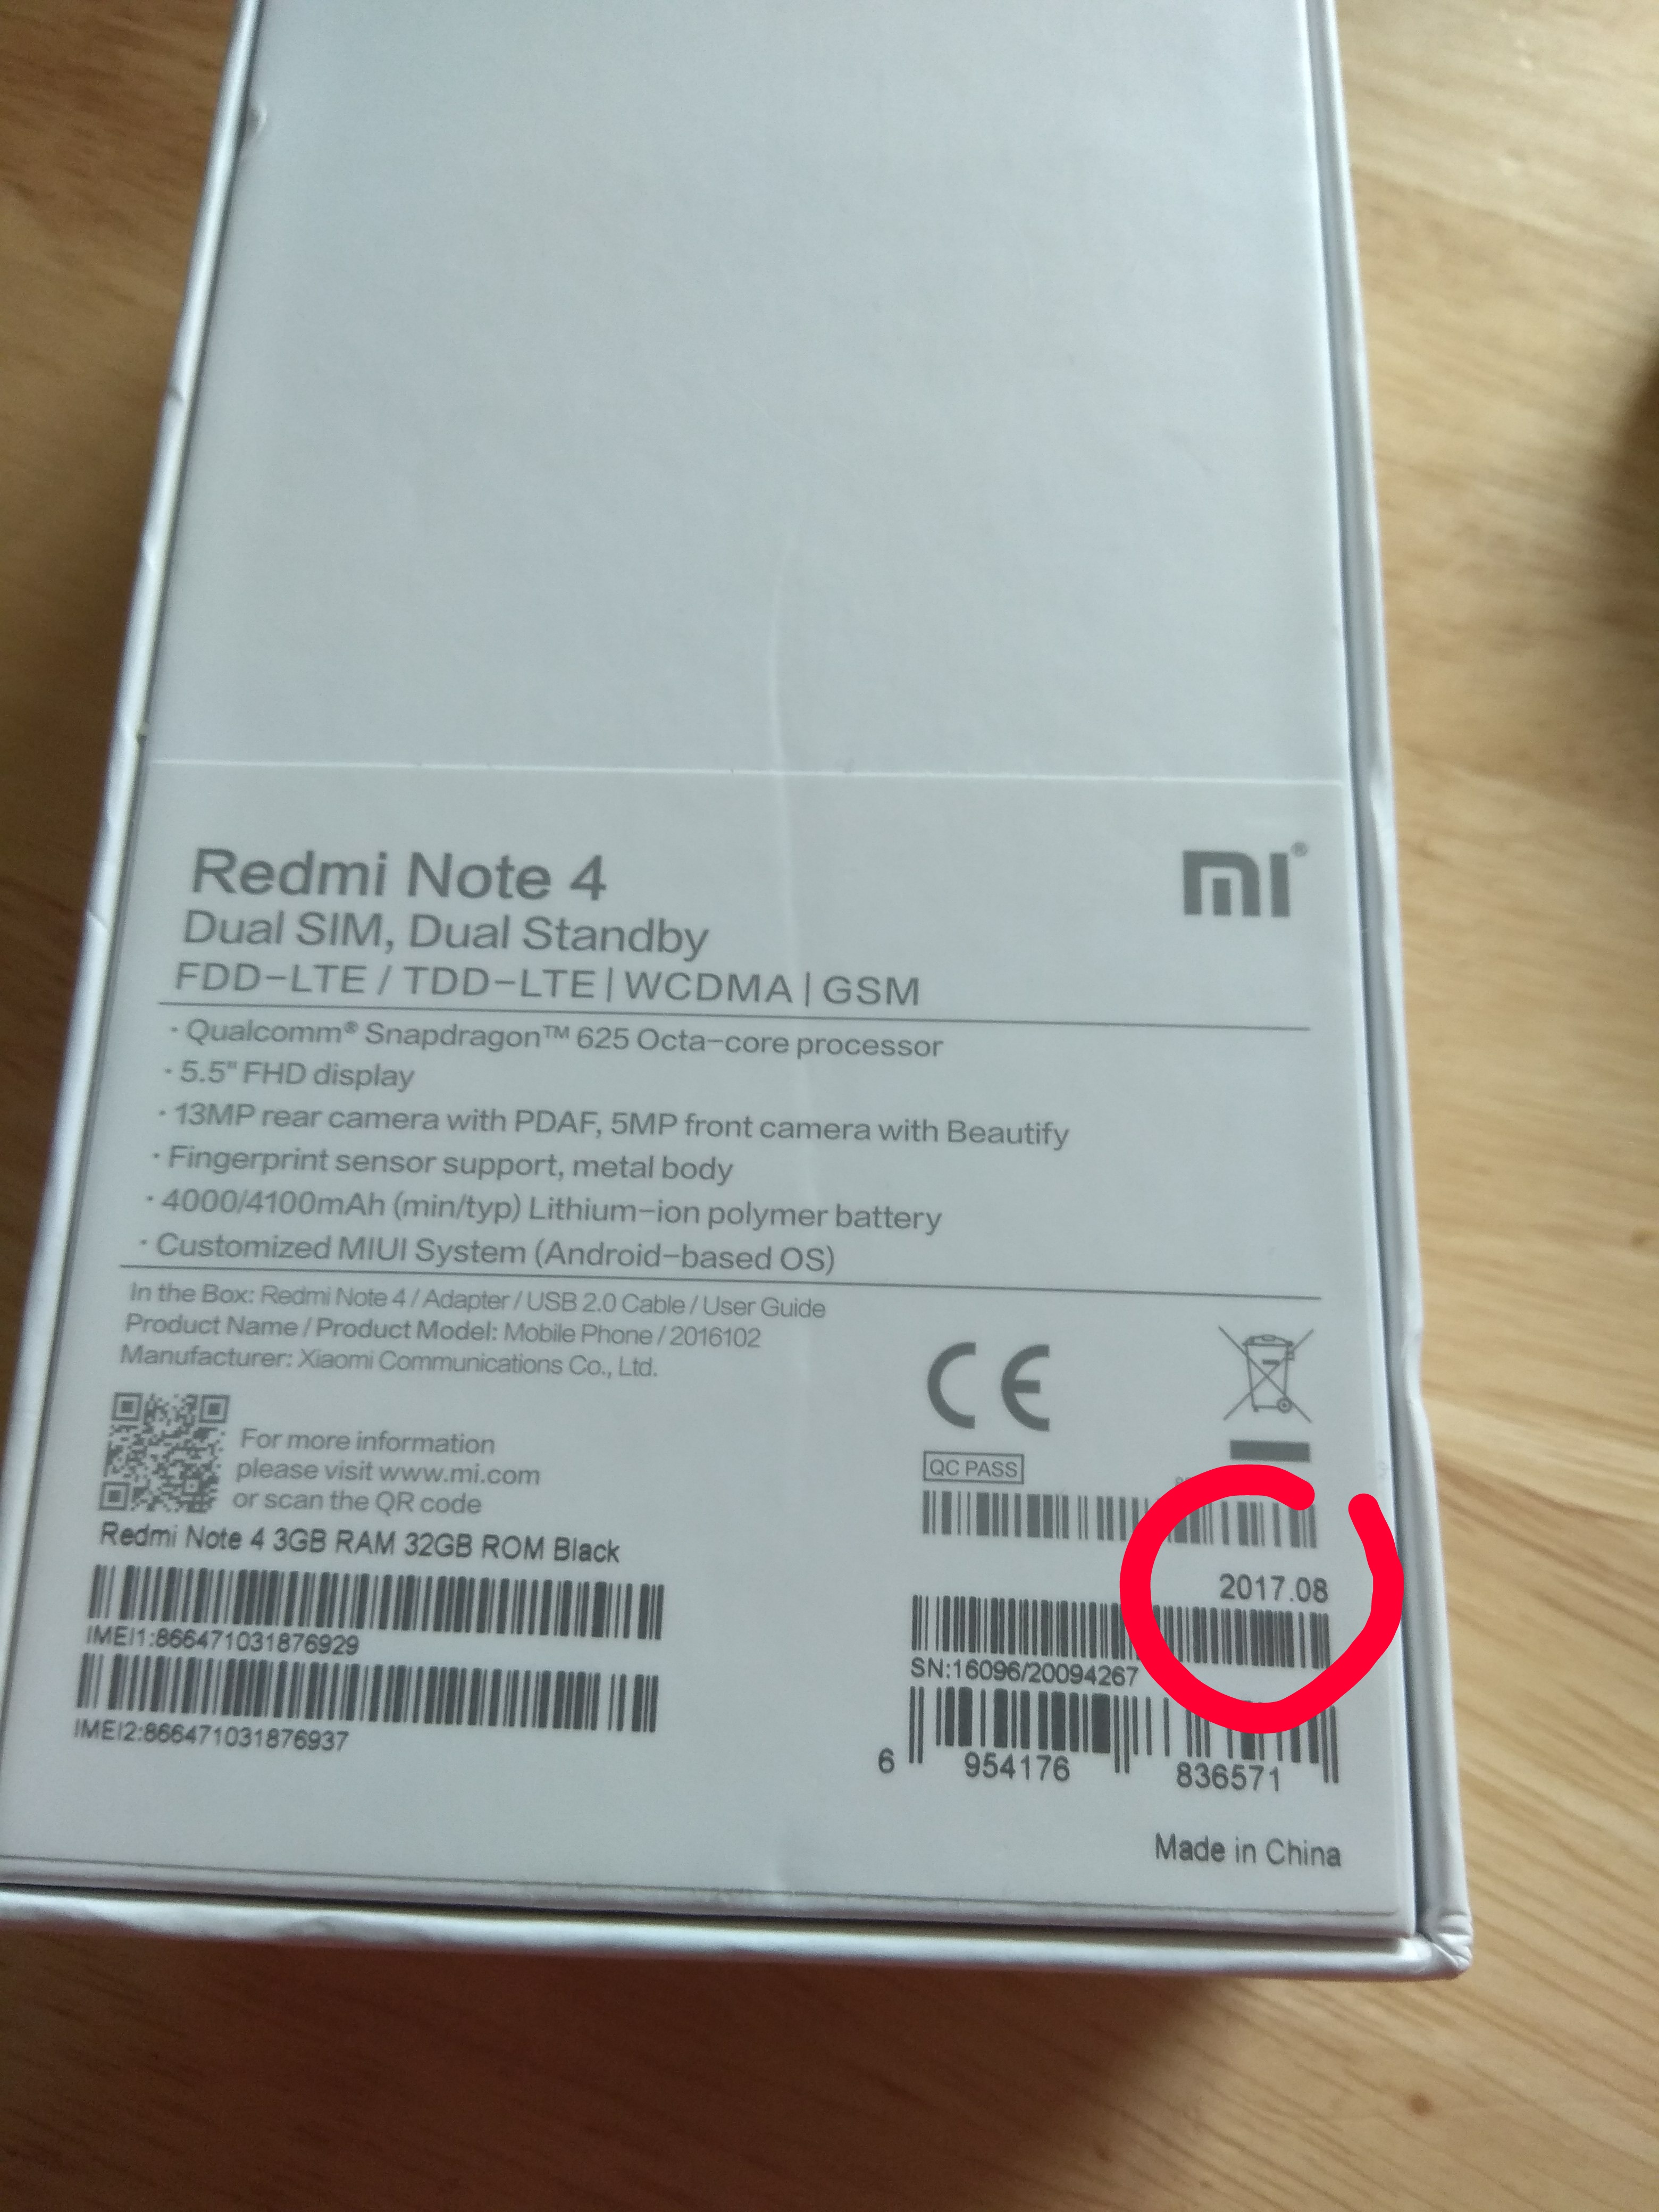 Redmi Note 4
mi®
Dual SIM, Dual Standby
FDD-LTE / TDD-LTE | WCDMA | GSM
· Qualcomm® Snapdragon™ 625 Octa-core processor
· 5.5" FHD display
· 13MP rear camera with PDAF, 5MP front camera with Beautify
· Fingerprint sensor support, metal body
· 4000/4100mAh (min/typ) Lithium-ion polymer battery
· Customized MIUI System (Android-based OS)
In the Box: Redmi Note 4 / Adapter / USB 2.0 Cable / User Guide
Product Name / Product Model: Mobile Phone / 2016102
Manufacturer: Xiaomi Communications Co., Ltd.
CE
For more information
please visit www.mi.com
or scan the QR code
QC PASS
Redmi Note 4 3GB RAM 32GB ROM Black
2017.08
IMEI1:866471031876929
SN:16096/20094267
IMEI2:866471031876937
6 954176 836571
Made in China